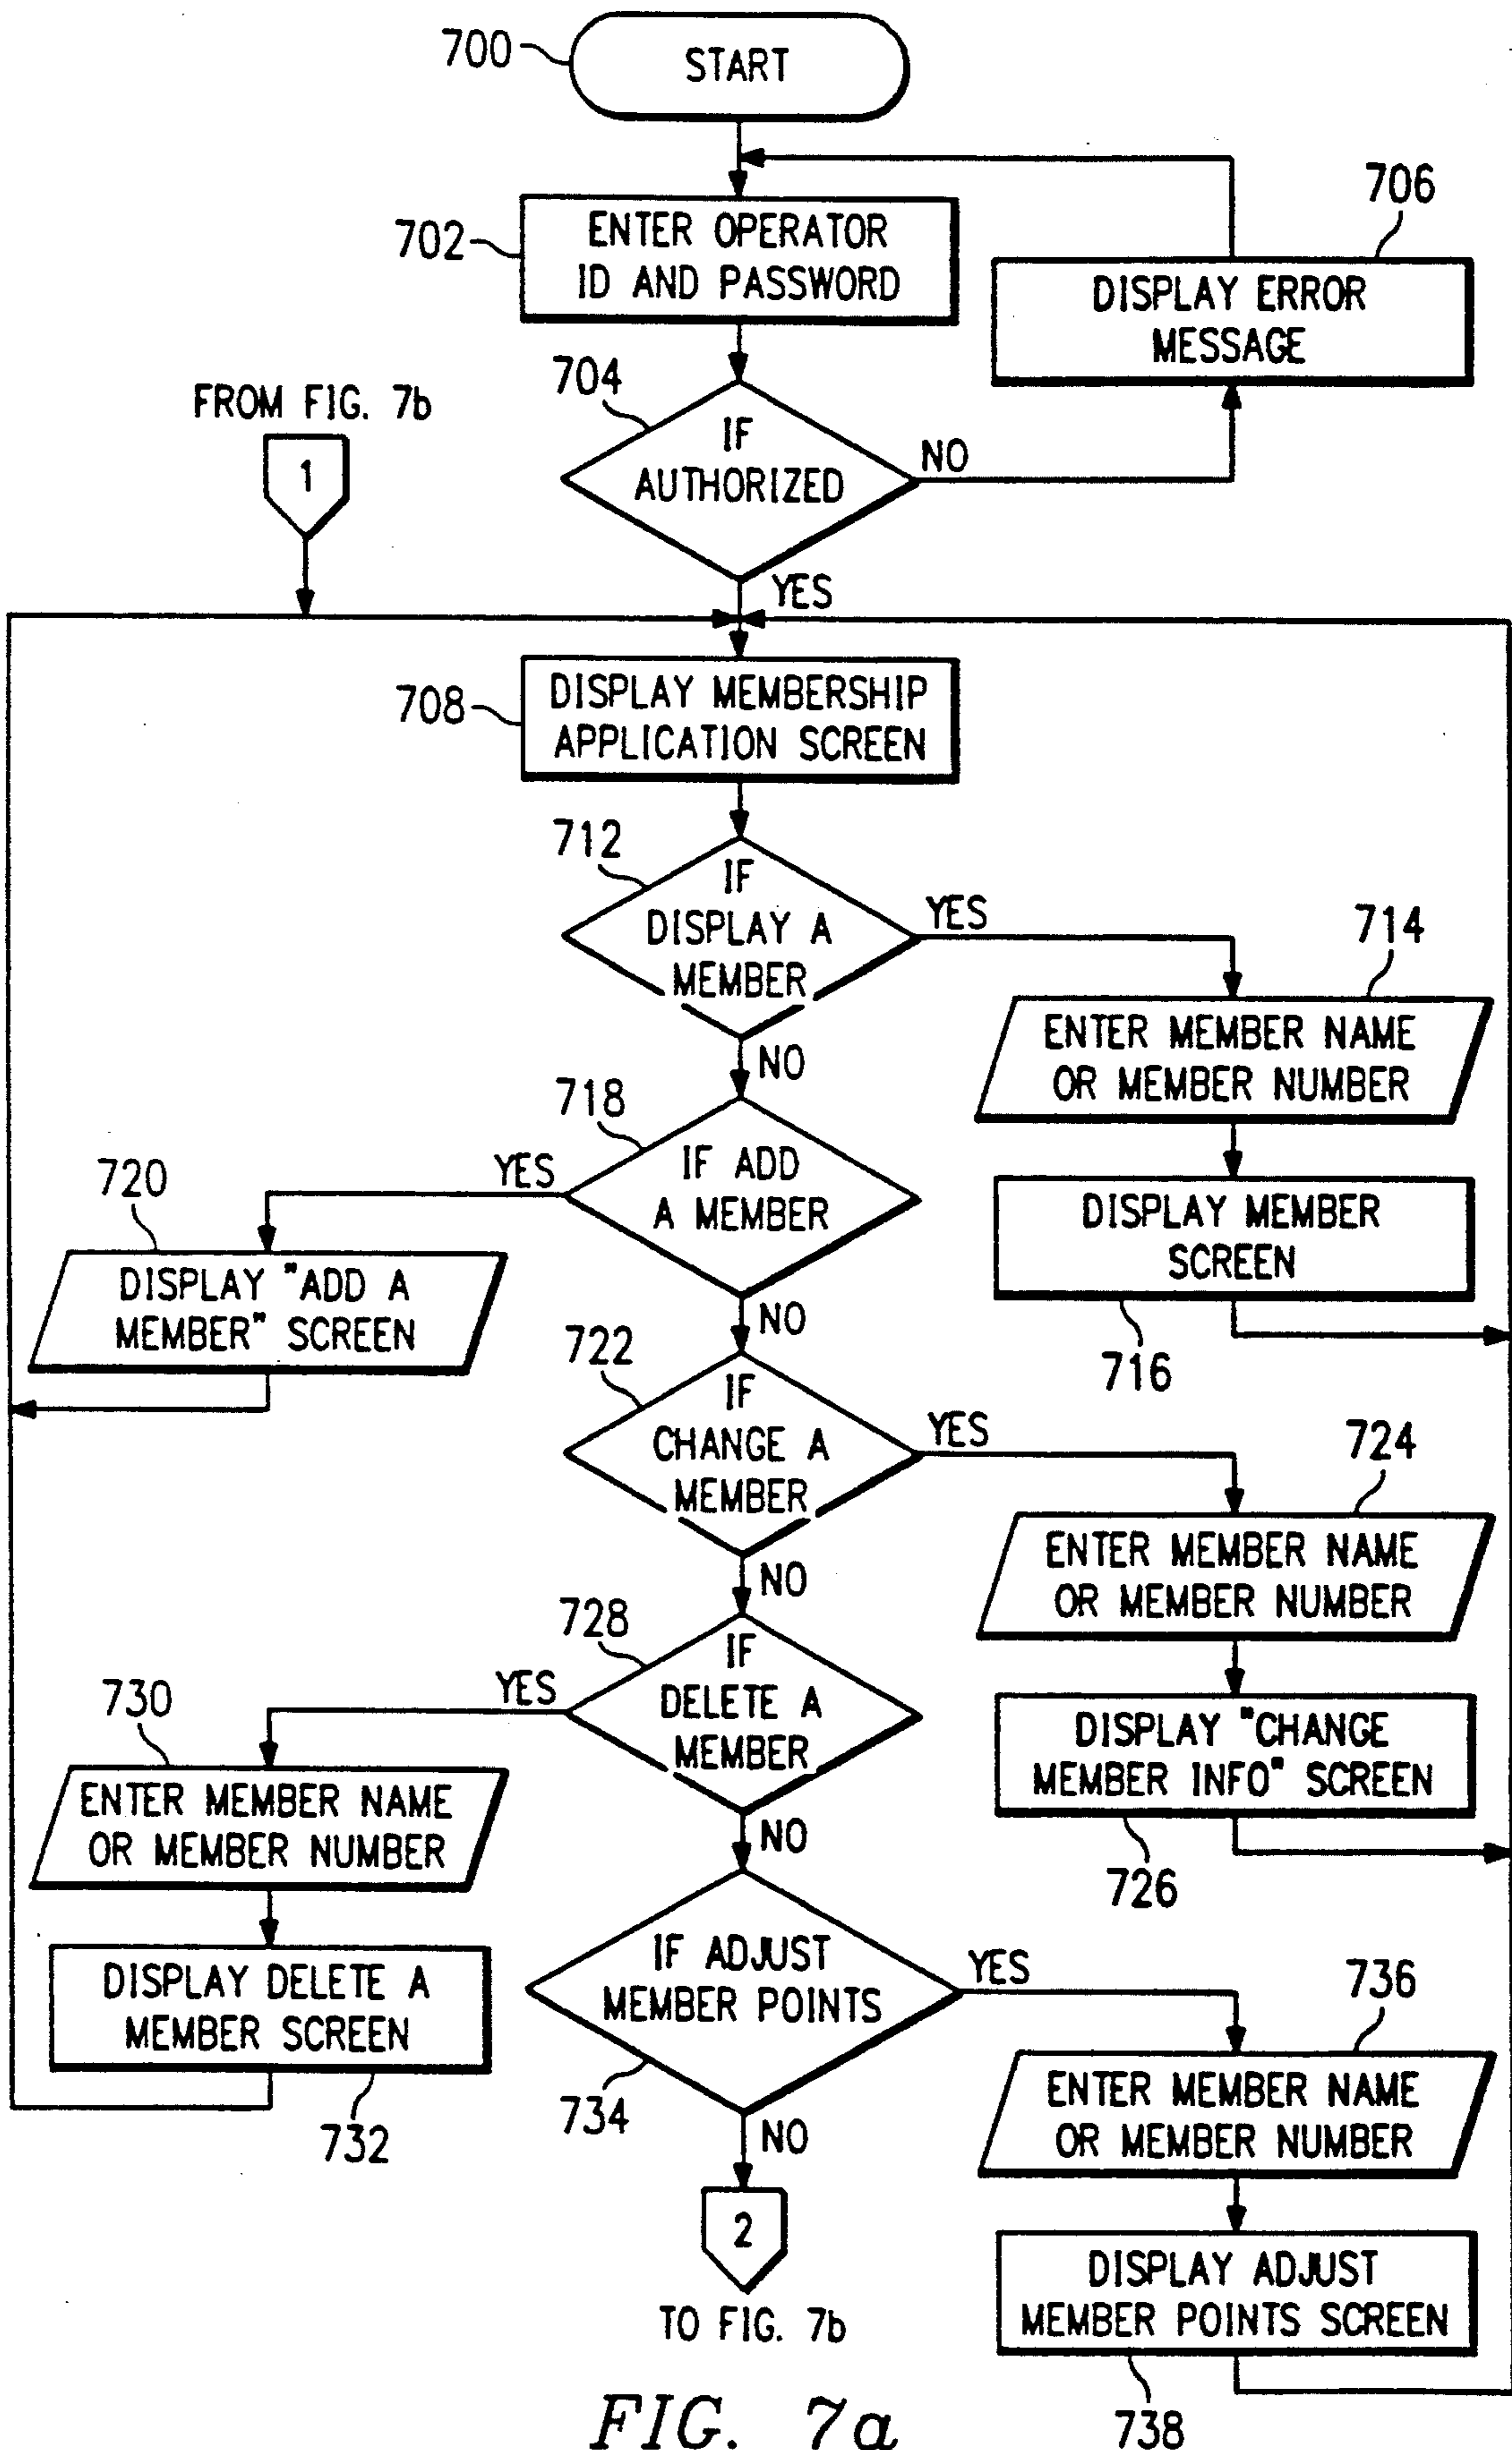 700
START
702
ENTER OPERATOR
ID AND PASSWORD
706
DISPLAY ERROR
MESSAGE
704
IF
AUTHORIZED
NO
YES
FROM FIG. 7b
1
708
DISPLAY MEMBERSHIP
APPLICATION SCREEN
712
IF
DISPLAY A
MEMBER
YES
NO
714
ENTER MEMBER NAME
OR MEMBER NUMBER
DISPLAY MEMBER
SCREEN
716
718
IF ADD
A MEMBER
YES
NO
720
DISPLAY "ADD A
MEMBER" SCREEN
722
IF
CHANGE A
MEMBER
YES
NO
724
ENTER MEMBER NAME
OR MEMBER NUMBER
DISPLAY "CHANGE
MEMBER INFO" SCREEN
726
728
IF
DELETE A
MEMBER
YES
NO
730
ENTER MEMBER NAME
OR MEMBER NUMBER
DISPLAY DELETE A
MEMBER SCREEN
732
IF ADJUST
MEMBER POINTS
734
YES
NO
736
ENTER MEMBER NAME
OR MEMBER NUMBER
DISPLAY ADJUST
MEMBER POINTS SCREEN
738
2
TO FIG. 7b
FIG. 7a